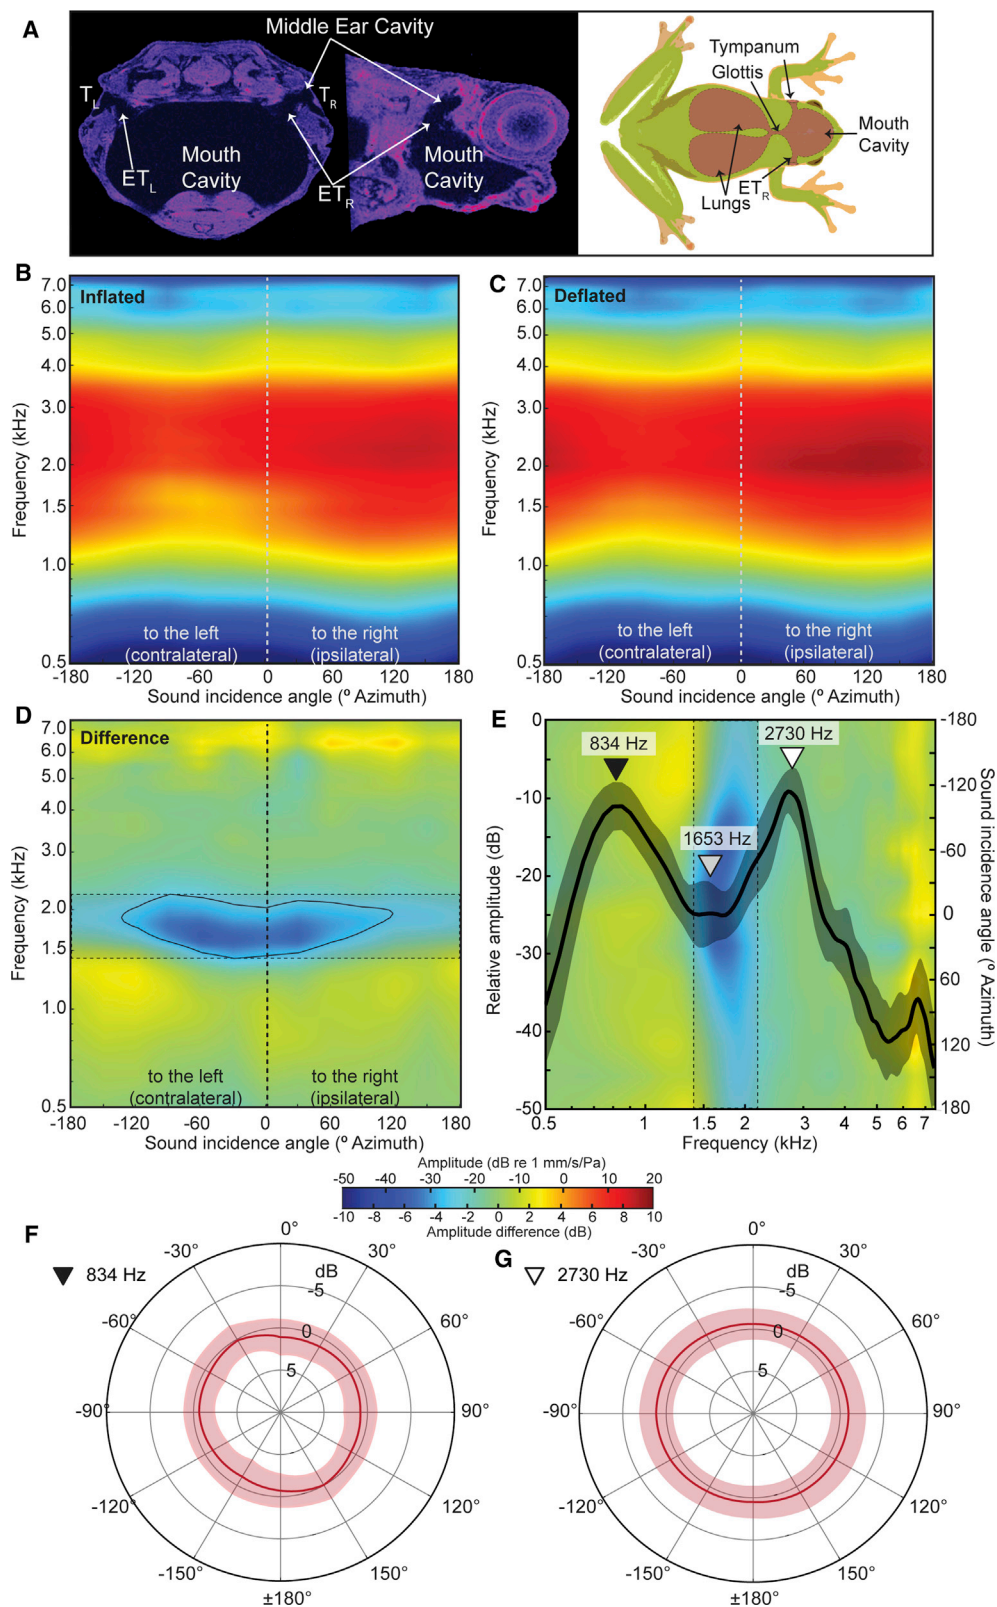 A
Middle Ear Cavity
T_L
T_R
ET_L
Mouth
Cavity
ET_R
Mouth
Cavity
Tympanum
Glottis
Mouth
Cavity
ET_R
Lungs
B
Inflated
7.0
6.0
5.0
4.0
3.0
2.0
1.5
1.0
0.5
Frequency (kHz)
to the left
(contralateral)
to the right
(ipsilateral)
-180 -120 -60 0 60 120 180
Sound incidence angle (º Azimuth)
C
Deflated
7.0
6.0
5.0
4.0
3.0
2.0
1.5
1.0
0.5
Frequency (kHz)
to the left
(contralateral)
to the right
(ipsilateral)
-180 -120 -60 0 60 120 180
Sound incidence angle (º Azimuth)
D
Difference
7.0
6.0
5.0
4.0
3.0
2.0
1.5
1.0
0.5
Frequency (kHz)
to the left
(contralateral)
to the right
(ipsilateral)
-180 -120 -60 0 60 120 180
Sound incidence angle (º Azimuth)
E
834 Hz
2730 Hz
1653 Hz
0
-10
-20
-30
-40
-50
Relative amplitude (dB)
-180
-120
-60
0
60
120
180
Sound incidence angle (º Azimuth)
0.5 1 1.5 2 3 4 5 6 7
Frequency (kHz)
Amplitude (dB re 1 mm/s/Pa)
-50 -40 -30 -20 -10 0 10 20
-10 -8 -6 -4 -2 0 2 4 6 8 10
Amplitude difference (dB)
F
834 Hz
0°
-30°
30°
dB
-5
-60°
60°
0
5
-90°
90°
-120°
120°
-150°
150°
±180°
G
2730 Hz
0°
-30°
30°
dB
-5
-60°
60°
0
5
-90°
90°
-120°
120°
-150°
150°
±180°